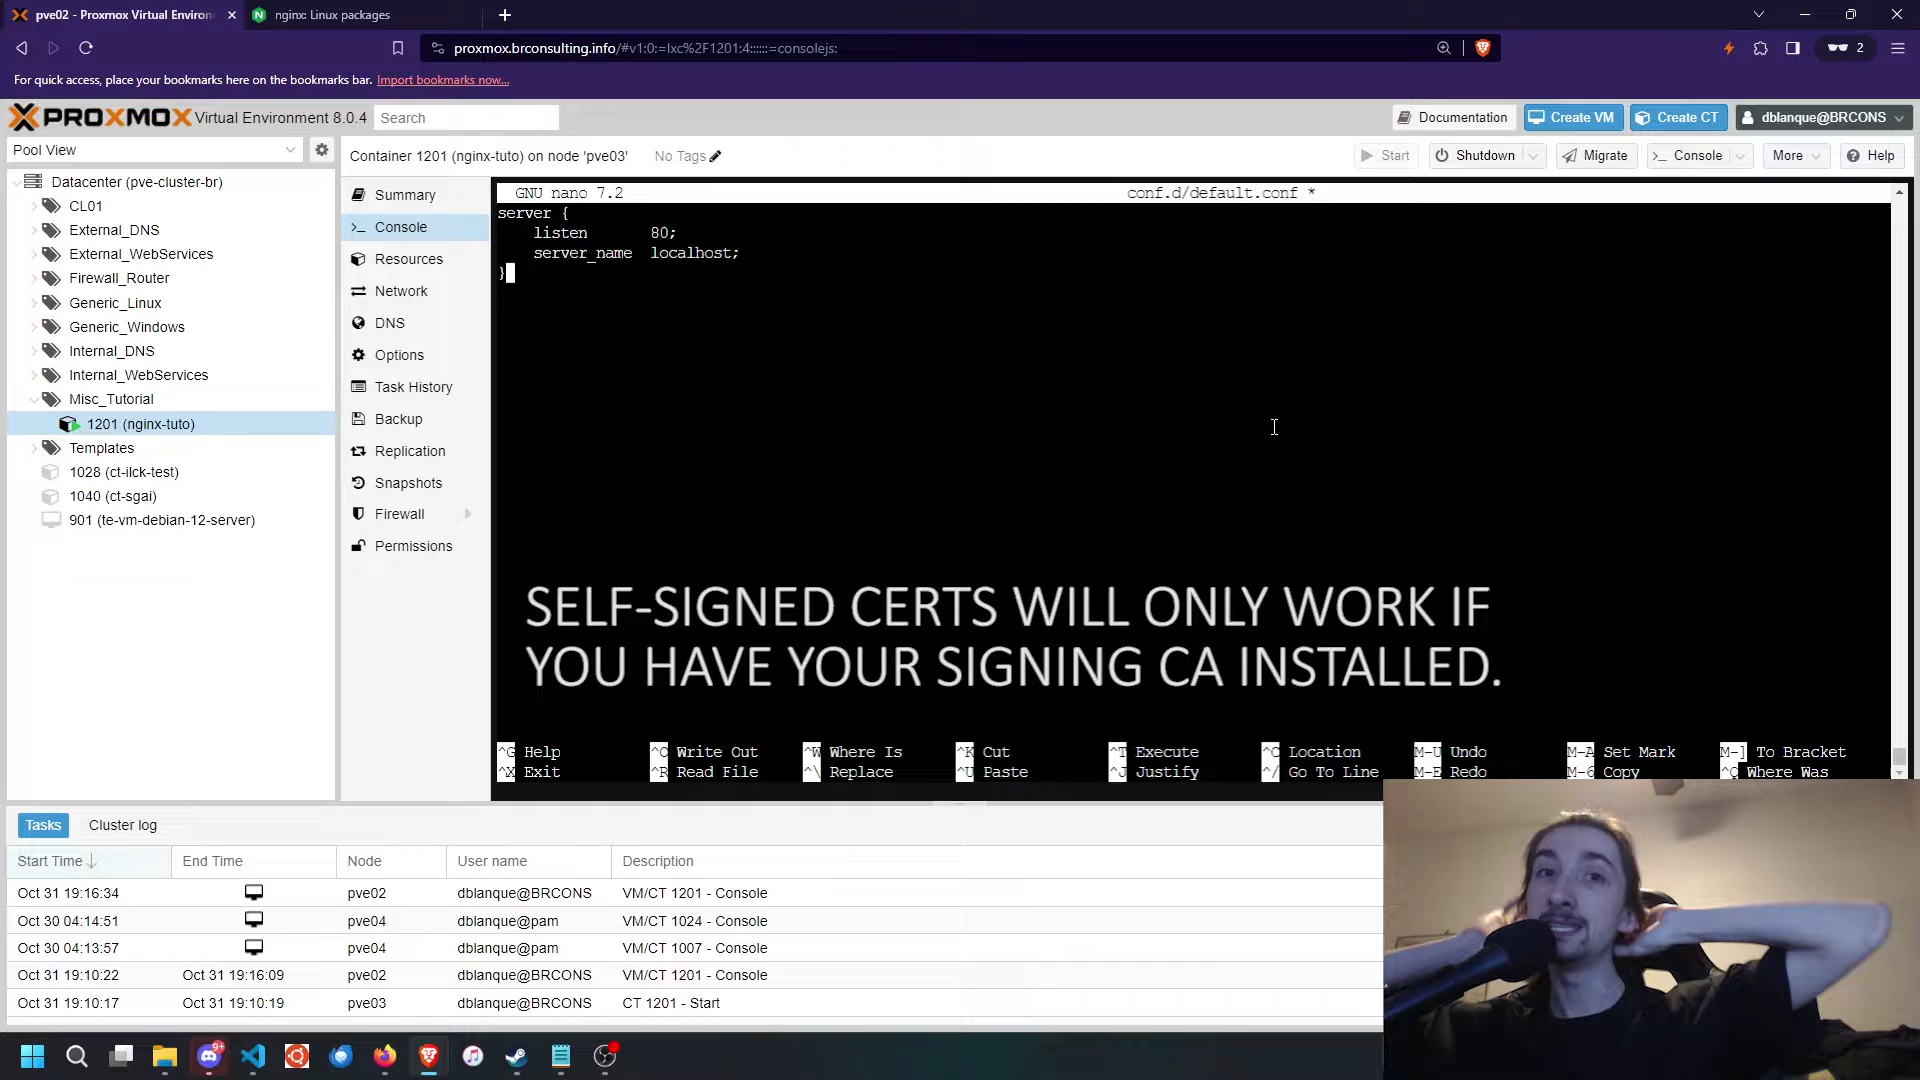 pve02 - Proxmox Virtual Environ
nginx: Linux packages
proxmox.brconsulting.info/#v1:0:=lxc%2F1201:4::::::=consolejs:
2
For quick access, place your bookmarks here on the bookmarks bar. Import bookmarks now...
PROXMOX Virtual Environment 8.0.4
Search
Documentation
Create VM
Create CT
dblanque@BRCONS
Pool View
Container 1201 (nginx-tuto) on node 'pve03'
No Tags
Start
Shutdown
Migrate
Console
More
Help
Datacenter (pve-cluster-br)
CL01
External_DNS
External_WebServices
Firewall_Router
Generic_Linux
Generic_Windows
Internal_DNS
Internal_WebServices
Misc_Tutorial
1201 (nginx-tuto)
Templates
1028 (ct-ilck-test)
1040 (ct-sgai)
901 (te-vm-debian-12-server)
Summary
Console
Resources
Network
DNS
Options
Task History
Backup
Replication
Snapshots
Firewall
Permissions
GNU nano 7.2 conf.d/default.conf *
server {
listen 80;
server_name localhost;
}
SELF-SIGNED CERTS WILL ONLY WORK IF
YOU HAVE YOUR SIGNING CA INSTALLED.
^G Help ^O Write Out ^W Where Is ^K Cut ^T Execute ^C Location M-U Undo M-A Set Mark M-] To Bracket
^X Exit ^R Read File ^\ Replace ^U Paste ^J Justify ^/ Go To Line M-E Redo M-6 Copy ^Q Where Was
Tasks
Cluster log
Start Time End Time Node User name Description
Oct 31 19:16:34 pve02 dblanque@BRCONS VM/CT 1201 - Console
Oct 30 04:14:51 pve04 dblanque@pam VM/CT 1024 - Console
Oct 30 04:13:57 pve04 dblanque@pam VM/CT 1007 - Console
Oct 31 19:10:22 Oct 31 19:16:09 pve02 dblanque@BRCONS VM/CT 1201 - Console
Oct 31 19:10:17 Oct 31 19:10:19 pve03 dblanque@BRCONS CT 1201 - Start
9+